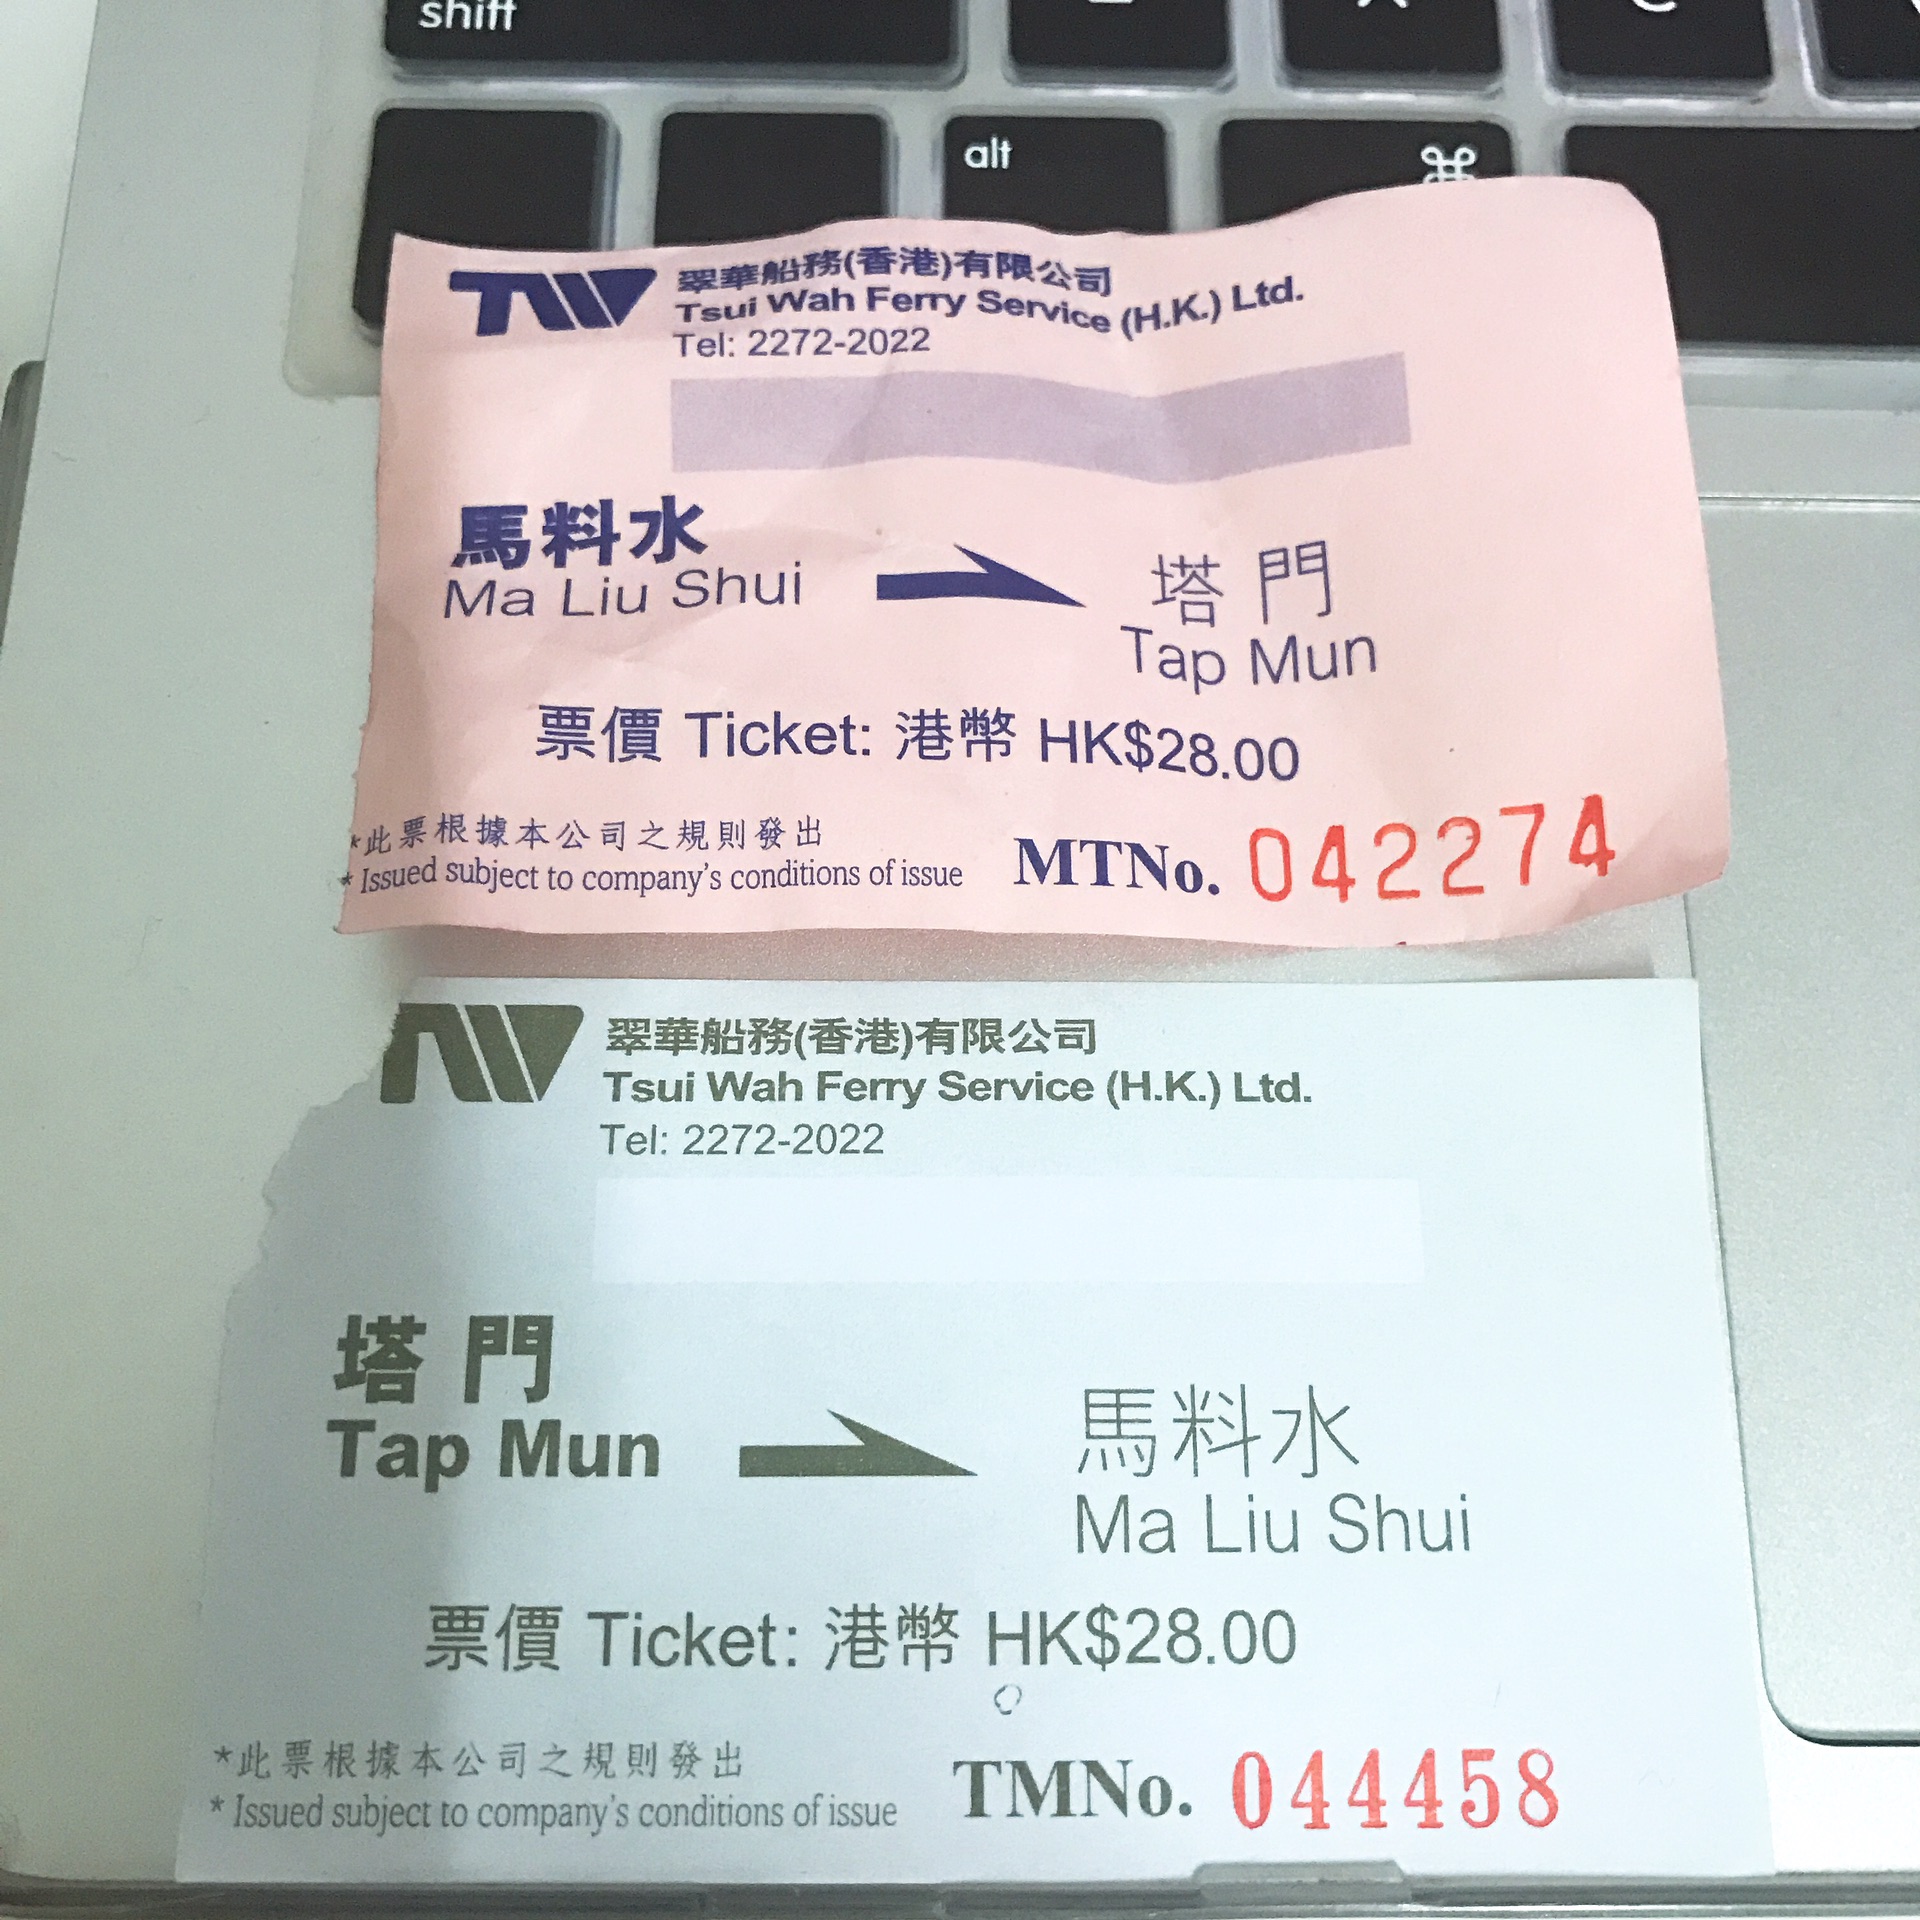 shift
alt
⌘
TW
翠華船務(香港)有限公司
Tsui Wah Ferry Service (H.K.) Ltd.
Tel: 2272-2022
馬料水
Ma Liu Shui
塔門
Tap Mun
票價 Ticket: 港幣 HK$28.00
*此票根據本公司之規則發出
* Issued subject to company's conditions of issue
MTNo. 042274
TW
翠華船務(香港)有限公司
Tsui Wah Ferry Service (H.K.) Ltd.
Tel: 2272-2022
塔門
Tap Mun
馬料水
Ma Liu Shui
票價 Ticket: 港幣 HK$28.00
*此票根據本公司之規則發出
* Issued subject to company's conditions of issue
TMNo. 044458